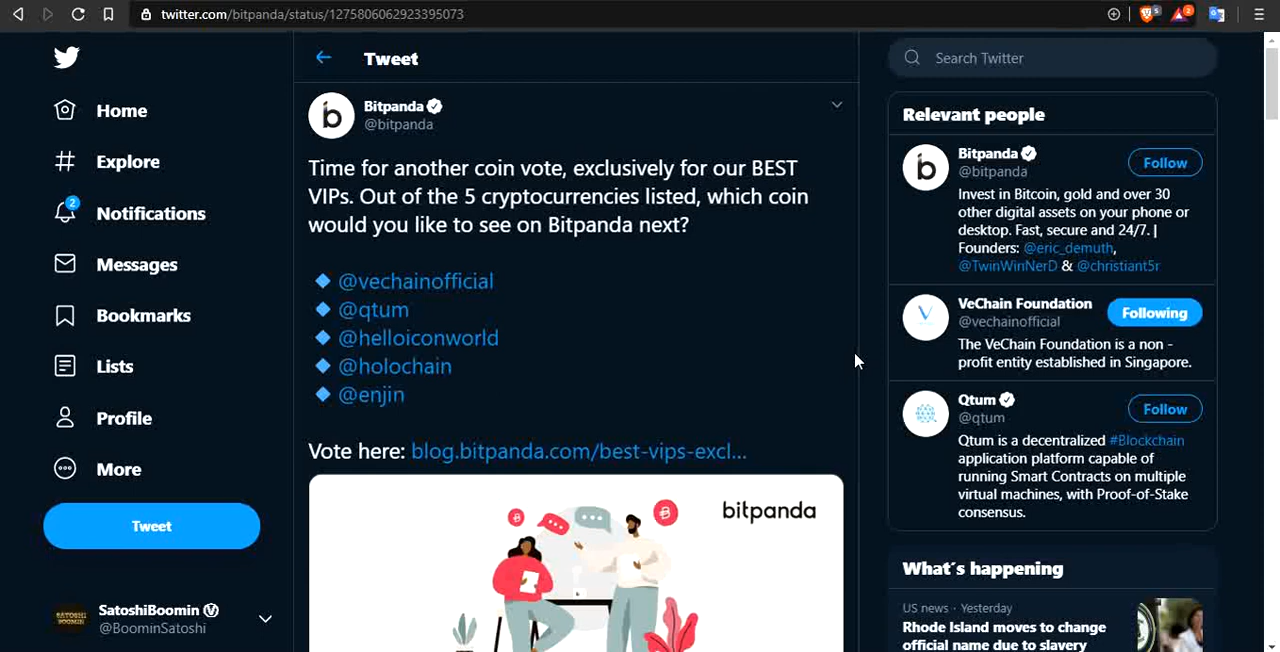 twitter.com/bitpanda/status/1275806062923395073
5
2
Home
Explore
2
Notifications
Messages
Bookmarks
Lists
Profile
More
Tweet
SATOSHI
BOOMIN
SatoshiBoomin Ⓥ
@BoominSatoshi
Tweet
b
Bitpanda
@bitpanda
Time for another coin vote, exclusively for our BEST
VIPs. Out of the 5 cryptocurrencies listed, which coin
would you like to see on Bitpanda next?
🔹 @vechainofficial
🔹 @qtum
🔹 @helloiconworld
🔹 @holochain
🔹 @enjin
Vote here: blog.bitpanda.com/best-vips-excl...
bitpanda
Search Twitter
Relevant people
b
Bitpanda
@bitpanda
Follow
Invest in Bitcoin, gold and over 30
other digital assets on your phone or
desktop. Fast, secure and 24/7. |
Founders: @eric_demuth,
@TwinWinNerD & @christiant5r
VeChain Foundation
@vechainofficial
Following
The VeChain Foundation is a non -
profit entity established in Singapore.
Qtum
@qtum
Follow
Qtum is a decentralized #Blockchain
application platform capable of
running Smart Contracts on multiple
virtual machines, with Proof-of-Stake
consensus.
What´s happening
US news · Yesterday
Rhode Island moves to change
official name due to slavery